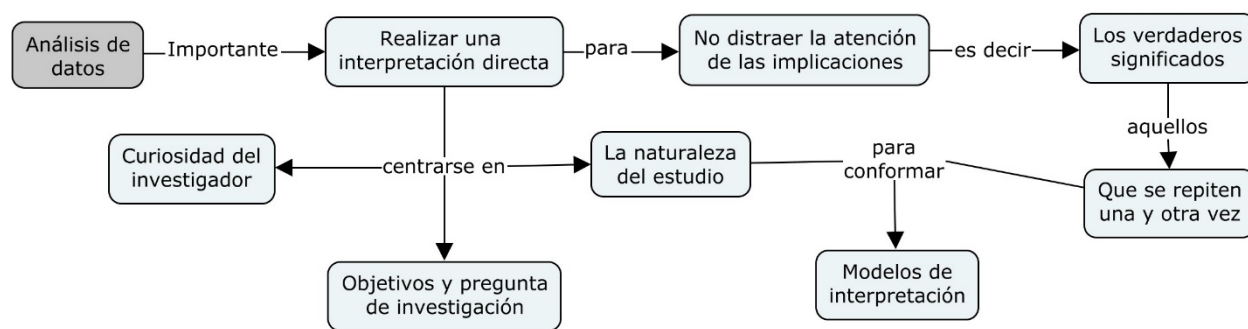 Análisis de
datos
Importante
Realizar una
interpretación directa
para
No distraer la atención
de las implicaciones
es decir
Los verdaderos
significados
aquellos
Curiosidad del
investigador
centrarse en
La naturaleza
del estudio
para
conformar
Que se repiten
una y otra vez
Objetivos y pregunta
de investigación
Modelos de
interpretación